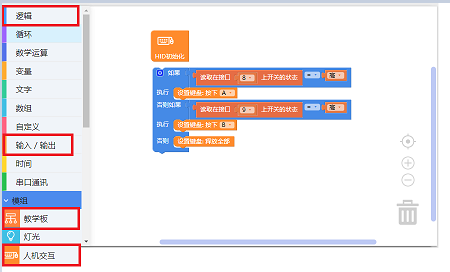 逻辑
循环
数学运算
变量
文字
数组
自定义
输入 / 输出
时间
串口通讯
模组
教学板
灯光
人机交互
HID初始化
如果 读取在接口 8 上开关的状态 = 
执行 设置键盘: 按下 A
否则如果 读取在接口 9 上开关的状态 = 
执行 设置键盘: 按下 B
否则 设置键盘: 释放全部